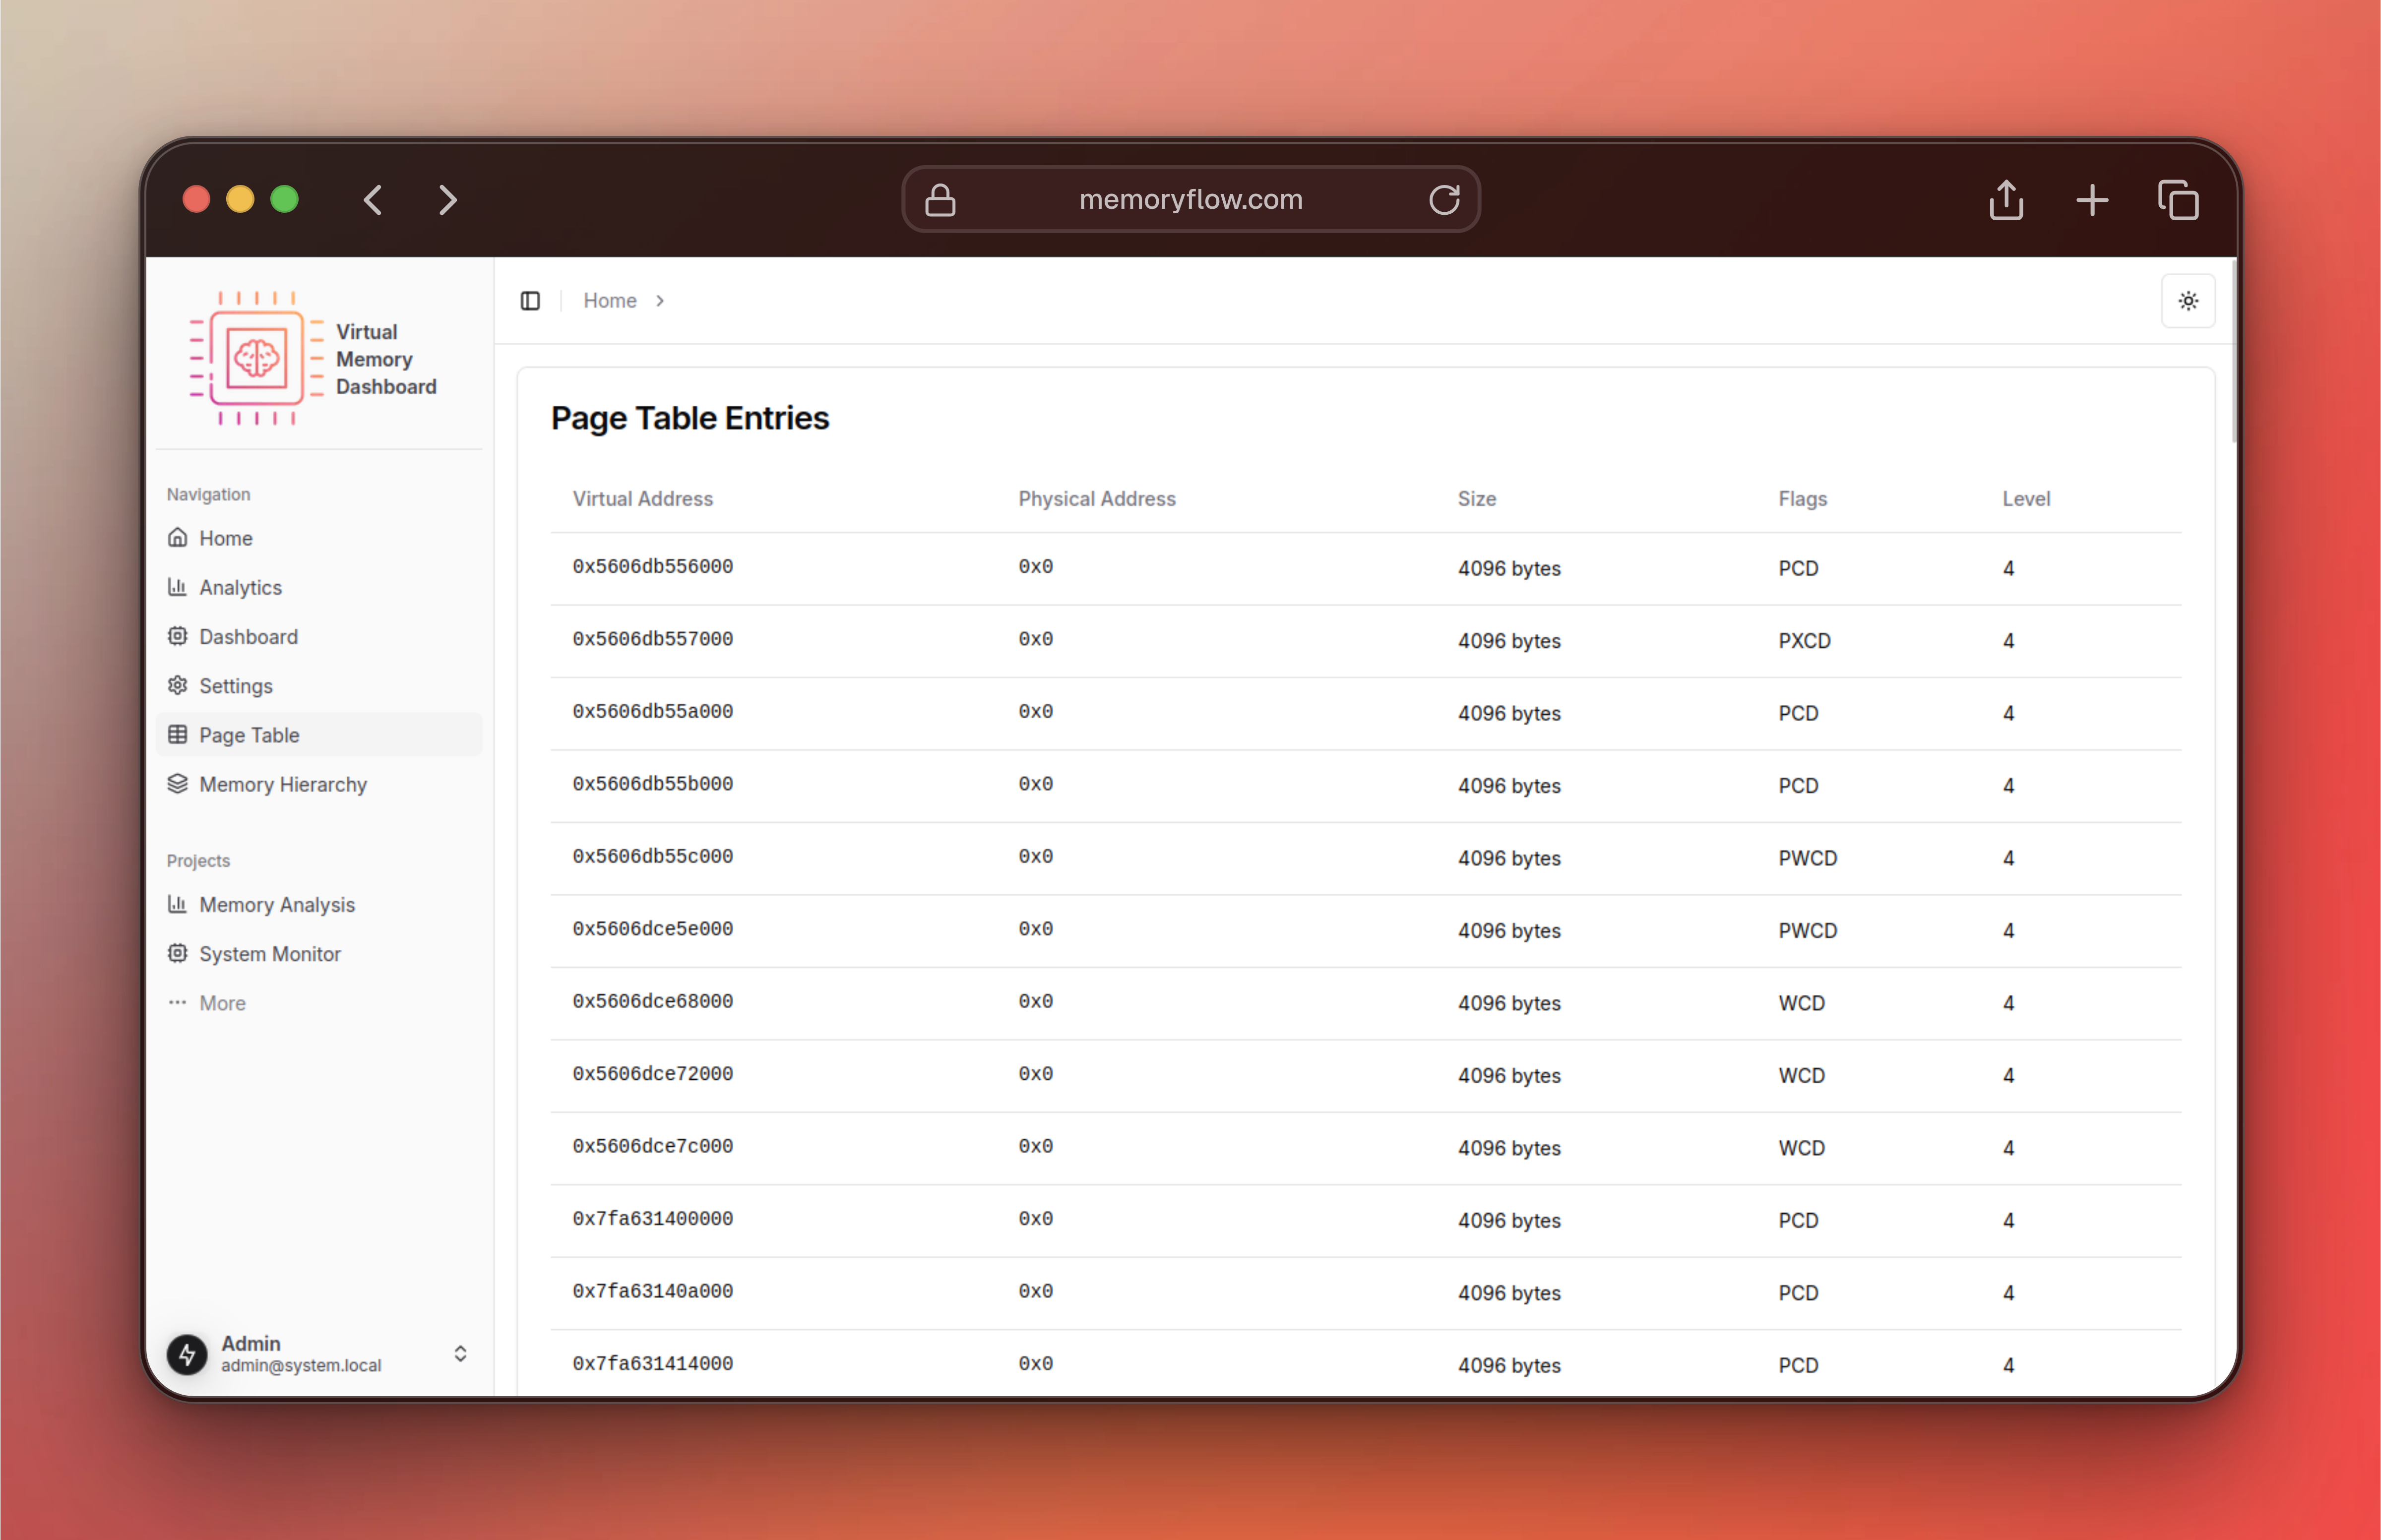 memoryflow.com
Virtual
Memory
Dashboard
Navigation
Home
Analytics
Dashboard
Settings
Page Table
Memory Hierarchy
Projects
Memory Analysis
System Monitor
More
Admin
admin@system.local
Home
Page Table Entries
Virtual Address Physical Address Size Flags Level
0x5606db556000 0x0 4096 bytes PCD 4
0x5606db557000 0x0 4096 bytes PXCD 4
0x5606db55a000 0x0 4096 bytes PCD 4
0x5606db55b000 0x0 4096 bytes PCD 4
0x5606db55c000 0x0 4096 bytes PWCD 4
0x5606dce5e000 0x0 4096 bytes PWCD 4
0x5606dce68000 0x0 4096 bytes WCD 4
0x5606dce72000 0x0 4096 bytes WCD 4
0x5606dce7c000 0x0 4096 bytes WCD 4
0x7fa631400000 0x0 4096 bytes PCD 4
0x7fa63140a000 0x0 4096 bytes PCD 4
0x7fa631414000 0x0 4096 bytes PCD 4